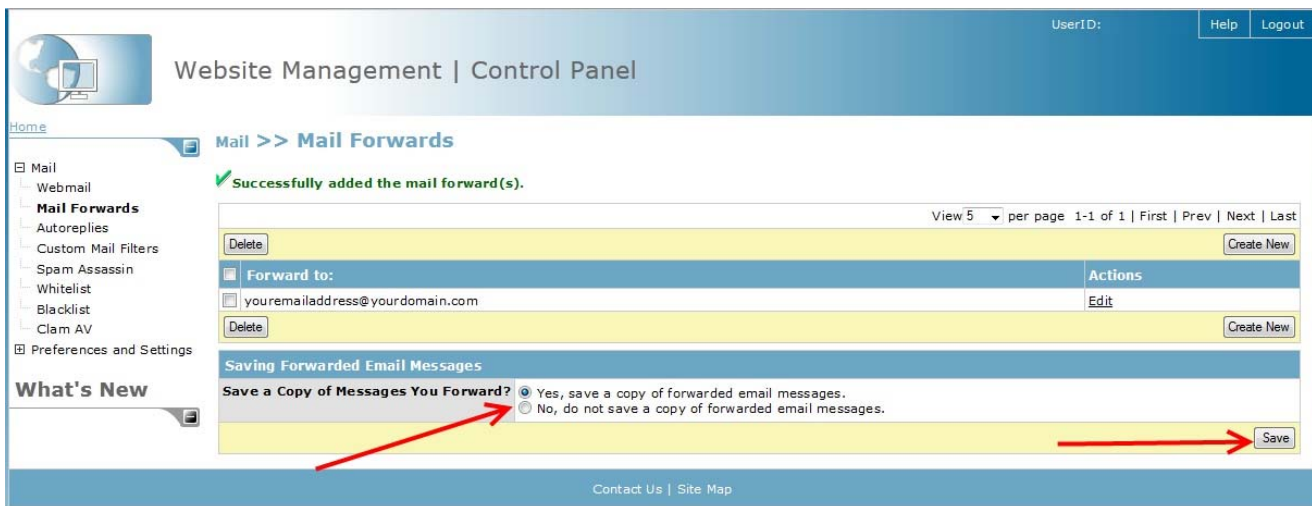 UserID:
Help | Logout
Website Management | Control Panel
Home
Mail >> Mail Forwards
Mail
Webmail
Mail Forwards
Autoreplies
Custom Mail Filters
Spam Assassin
Whitelist
Blacklist
Clam AV
Preferences and Settings
What's New
Successfully added the mail forward(s).
View 5 per page 1-1 of 1 | First | Prev | Next | Last
Delete Create New
Forward to: Actions
youremailaddress@yourdomain.com Edit
Delete Create New
Saving Forwarded Email Messages
Save a Copy of Messages You Forward? Yes, save a copy of forwarded email messages.
No, do not save a copy of forwarded email messages.
Save
Contact Us | Site Map